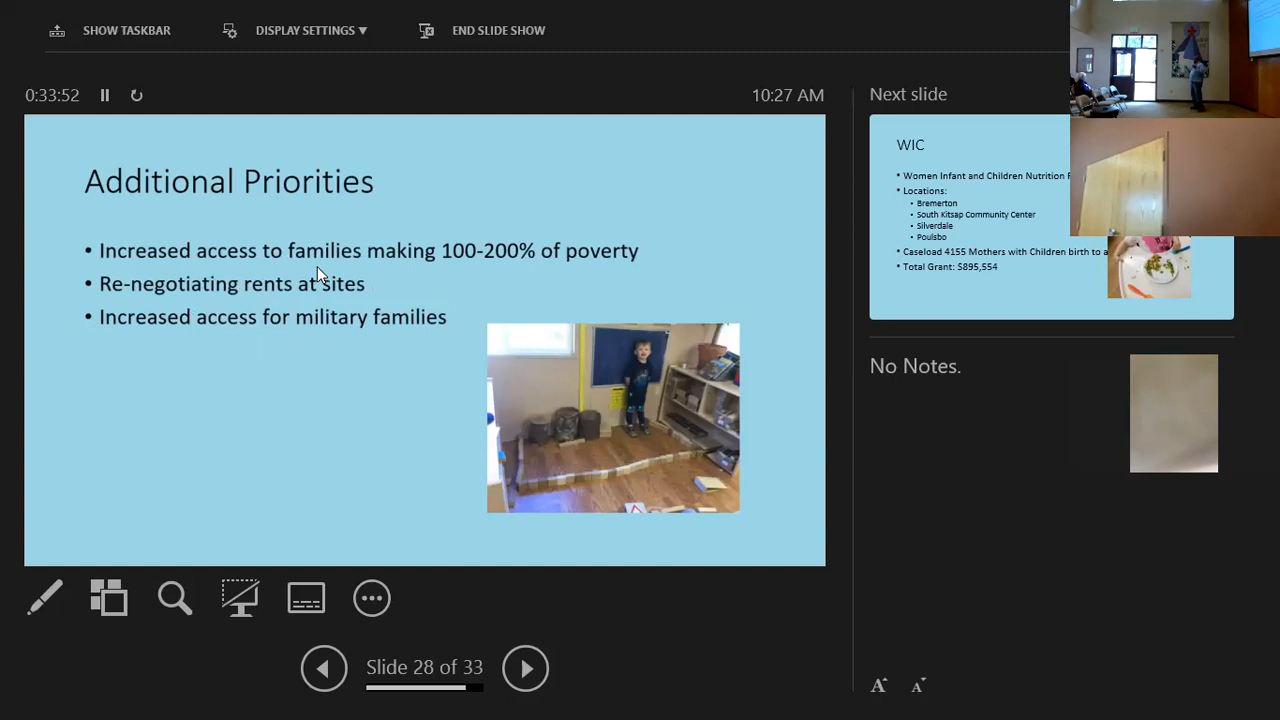 SHOW TASKBAR
DISPLAY SETTINGS ▾
END SLIDE SHOW
0:33:52
10:27 AM
Additional Priorities
• Increased access to families making 100-200% of poverty
• Re-negotiating rents at sites
• Increased access for military families
Slide 28 of 33
Next slide
WIC
• Women Infant and Children Nutrition
• Locations:
• Bremerton
• South Kitsap Community Center
• Silverdale
• Poulsbo
• Caseload 4155 Mothers with Children birth to
• Total Grant: $895,554
No Notes.
A A